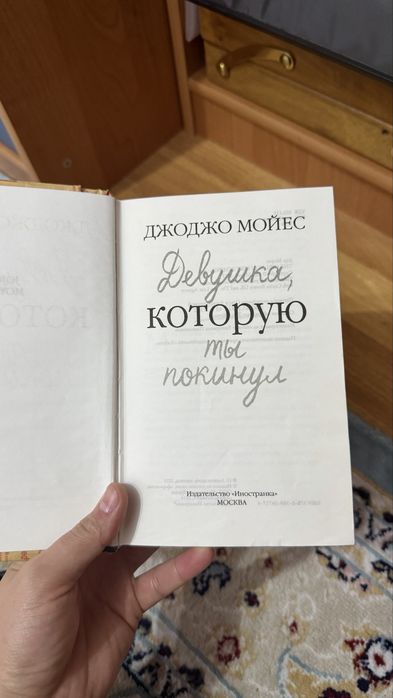 ДЖОДЖО МОЙЕС
Девушка,
которую
ты
покинул
Издательство «Иностранка»
МОСКВА